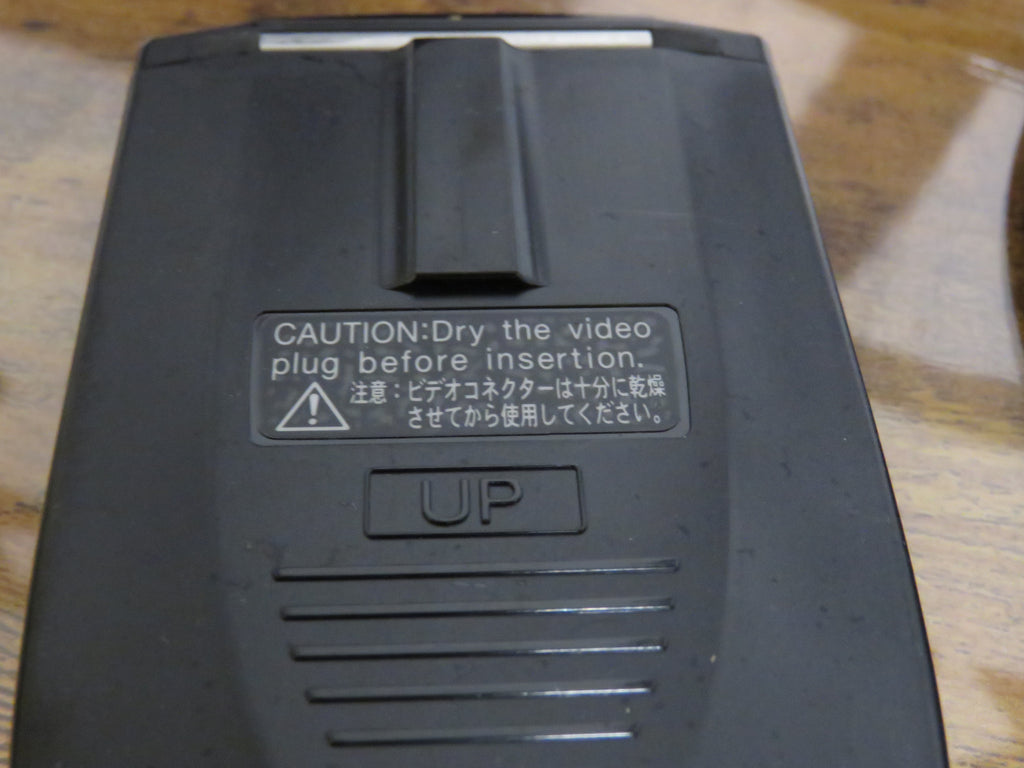 CAUTION:Dry the video
plug before insertion.
注意：ビデオコネクターは十分に乾燥
させてから使用してください。
UP